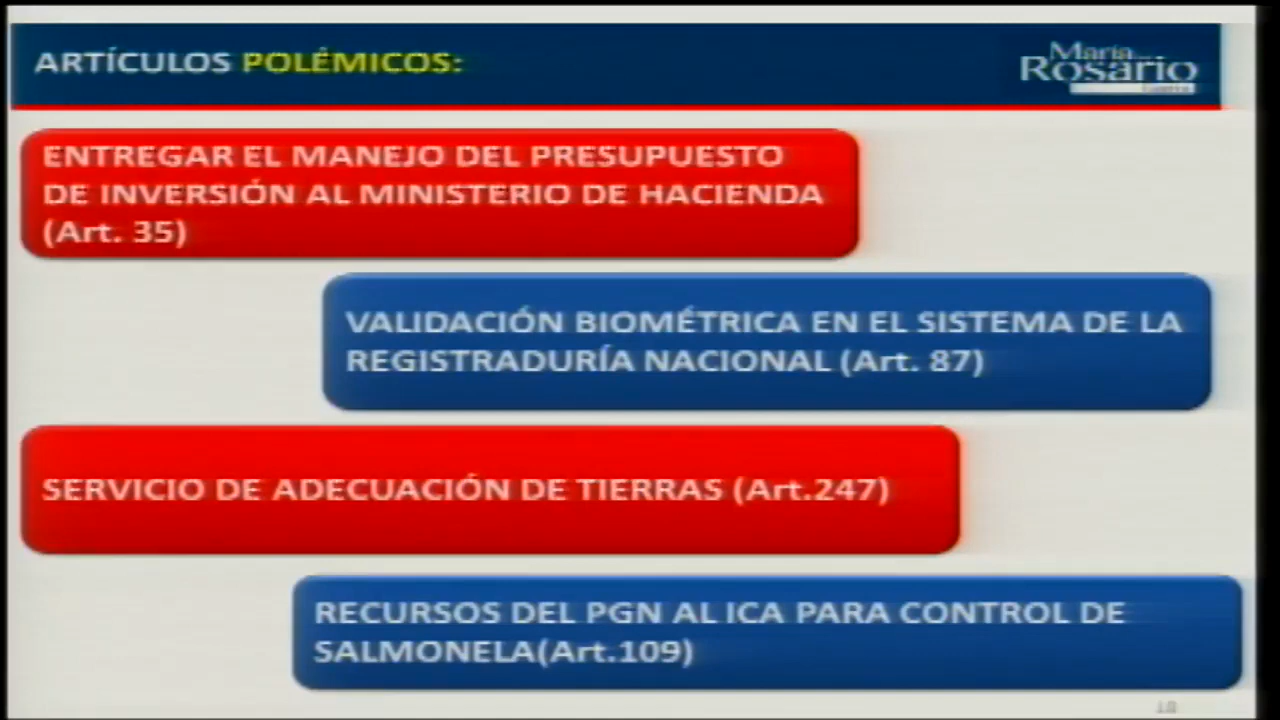 ARTÍCULOS POLÉMICOS:
María
Rosario
ENTREGAR EL MANEJO DEL PRESUPUESTO
DE INVERSIÓN AL MINISTERIO DE HACIENDA
(Art. 35)
VALIDACIÓN BIOMÉTRICA EN EL SISTEMA DE LA
REGISTRADURÍA NACIONAL (Art. 87)
SERVICIO DE ADECUACIÓN DE TIERRAS (Art.247)
RECURSOS DEL PGN AL ICA PARA CONTROL DE
SALMONELA(Art.109)
18